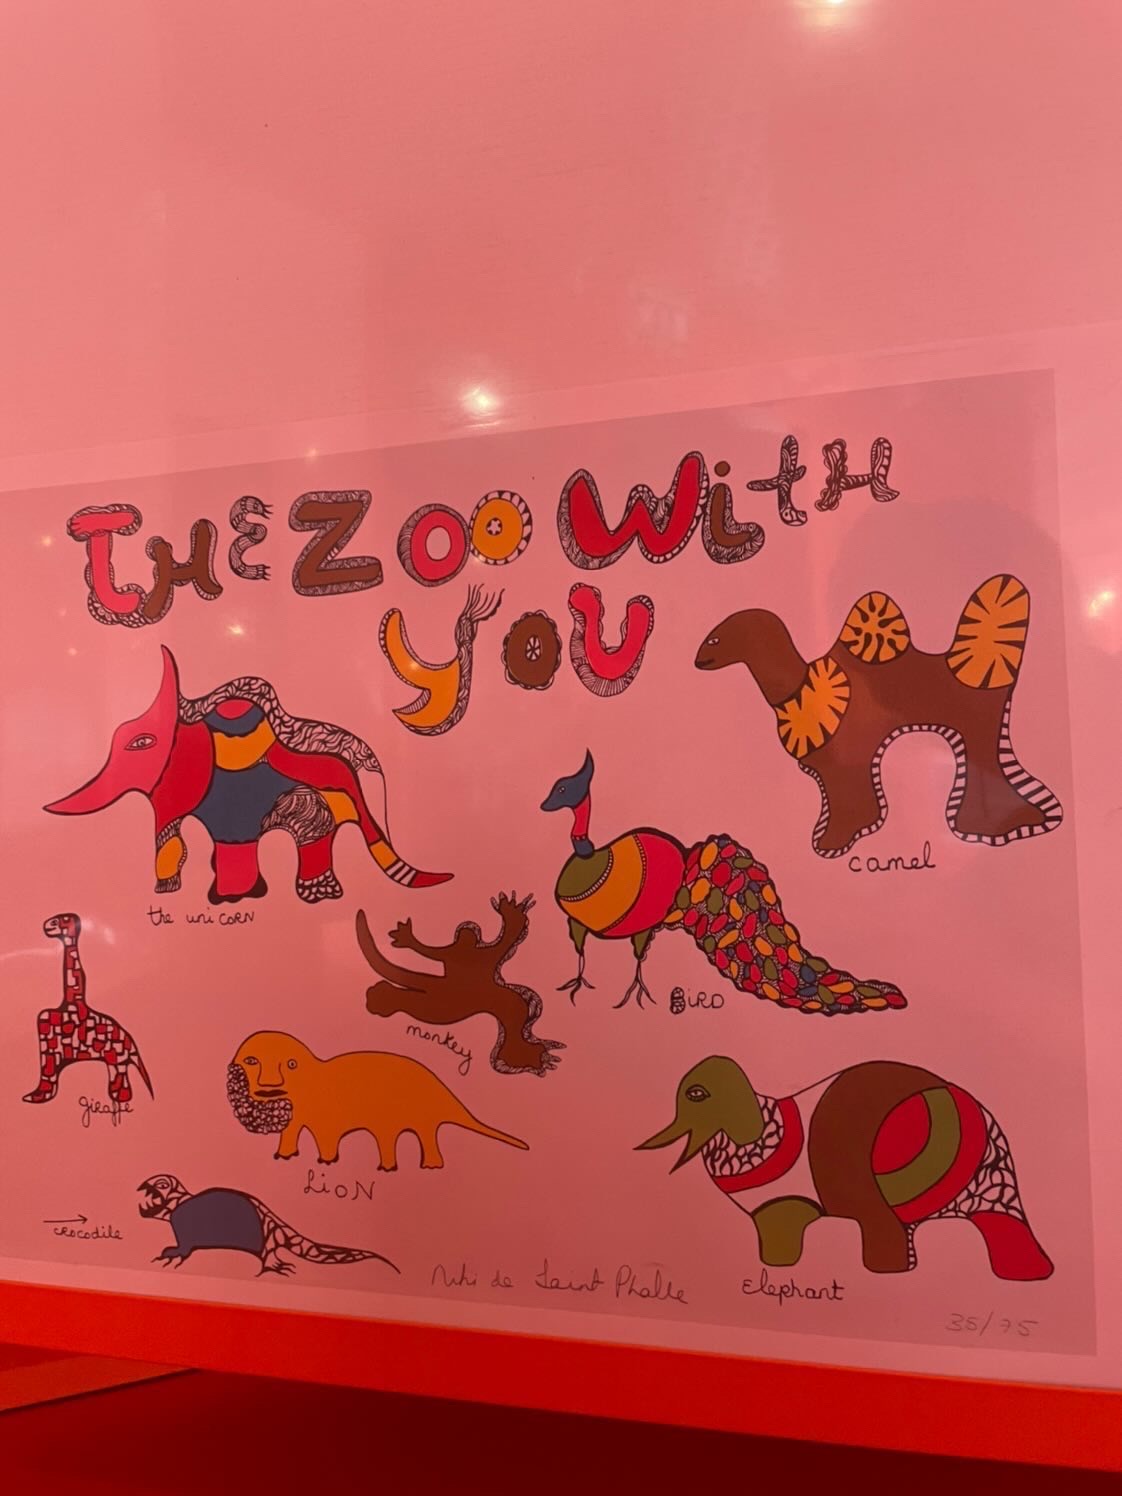 THE ZOO With
you
camel
the uniCORN
BiRD
monkey
giRaffe
LiON
crocodile
Niki de Saint Phalle
Elephant
35/75